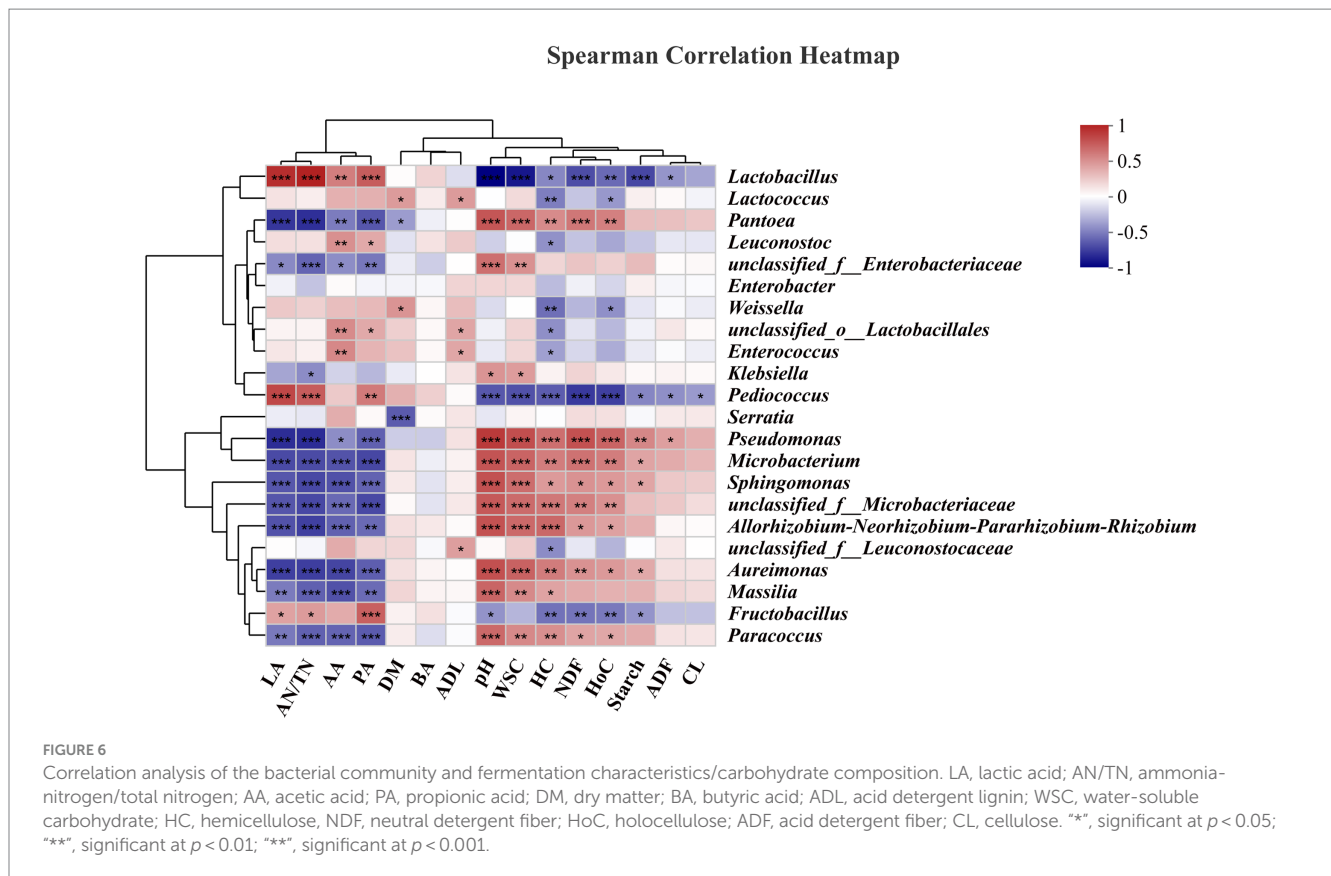 Spearman Correlation Heatmap
1
0.5
0
-0.5
-1
*** *** ** *** *** *** * *** ** *** * Lactobacillus
* * ** * Lactococcus
*** *** ** *** * *** *** ** *** ** Pantoea
** * * Leuconostoc
* *** * ** *** ** unclassified_f__Enterobacteriaceae
Enterobacter
* ** * Weissella
** * * * unclassified_o__Lactobacillales
** * * Enterococcus
* * * Klebsiella
*** *** ** *** *** *** *** *** * * * Pediococcus
*** Serratia
*** *** * *** *** *** *** *** *** ** * Pseudomonas
*** *** *** *** *** *** ** *** ** * Microbacterium
*** *** *** *** *** *** * * * * Sphingomonas
*** *** *** *** *** *** *** ** ** unclassified_f__Microbacteriaceae
*** *** *** ** *** *** *** * * Allorhizobium-Neorhizobium-Pararhizobium-Rhizobium
* * unclassified_f__Leuconostocaceae
*** *** *** *** *** *** ** ** * * Aureimonas
** *** *** ** *** ** * Massilia
* * *** * ** ** ** * Fructobacillus
** *** *** *** *** ** ** * * Paracoccus
LA AN/TN AA PA DM BA ADL pH WSC HC NDF HoC Starch ADF CL
FIGURE 6
Correlation analysis of the bacterial community and fermentation characteristics/carbohydrate composition. LA, lactic acid; AN/TN, ammonia-
nitrogen/total nitrogen; AA, acetic acid; PA, propionic acid; DM, dry matter; BA, butyric acid; ADL, acid detergent lignin; WSC, water-soluble
carbohydrate; HC, hemicellulose, NDF, neutral detergent fiber; HoC, holocellulose; ADF, acid detergent fiber; CL, cellulose. "*", significant at p < 0.05;
"**", significant at p < 0.01; "**", significant at p < 0.001.